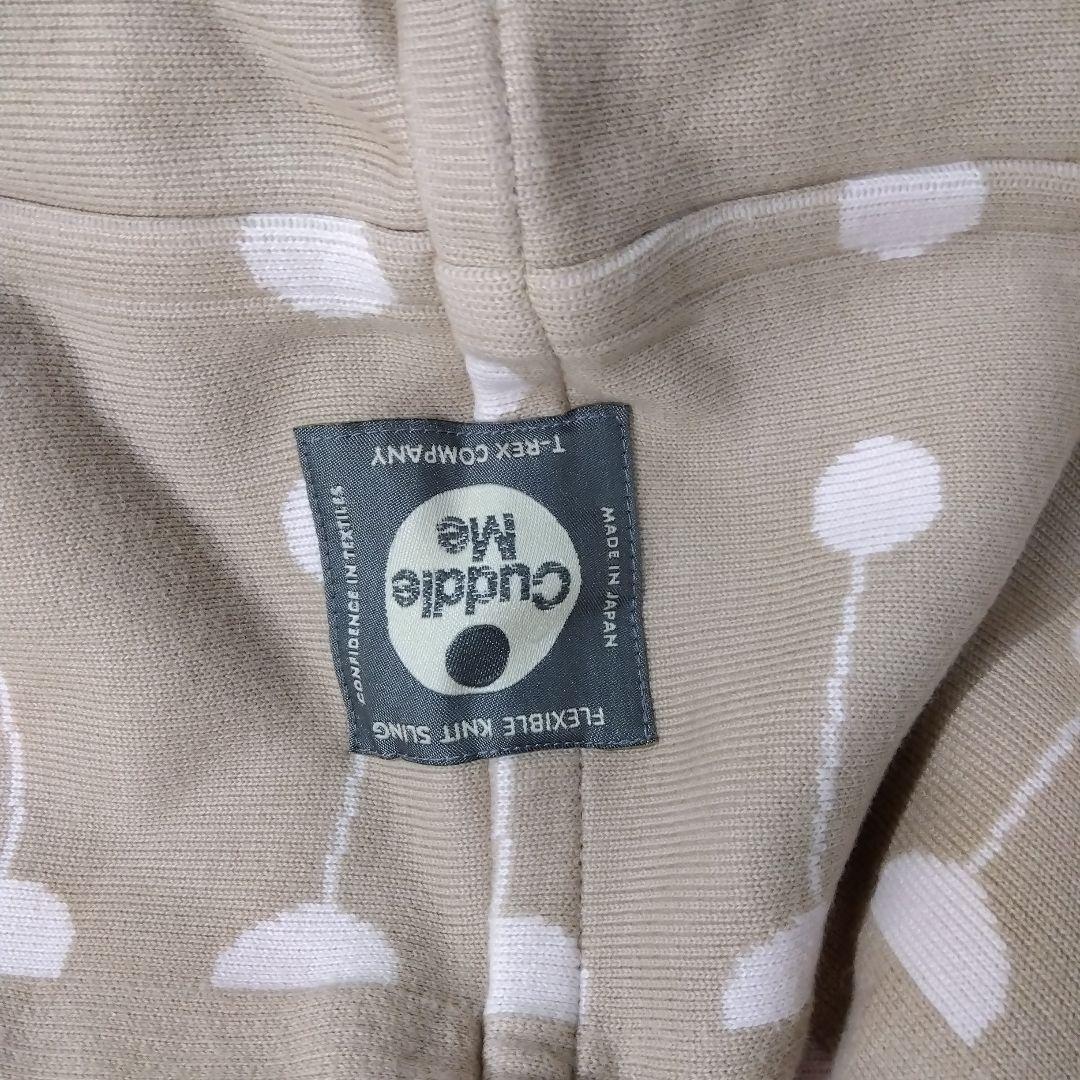 FLEXIBLE KNIT SLING
Cuddle
Me
MADE IN JAPAN
CONFIDENCE IN TEXTILES
T-REX COMPANY